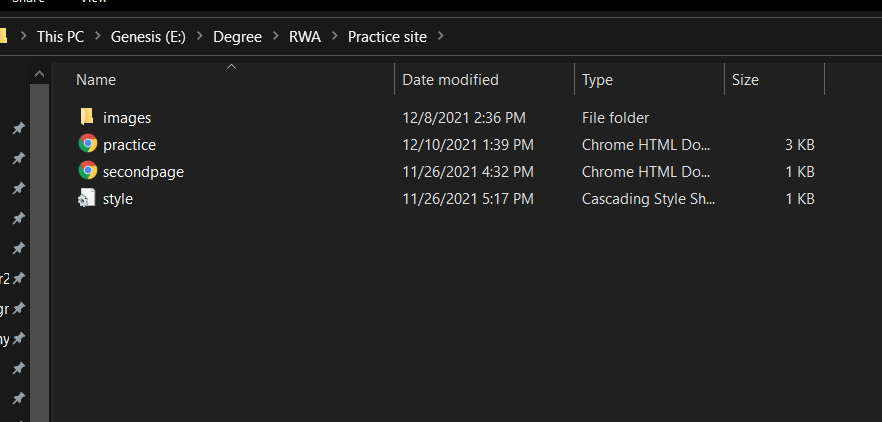 Share View
This PC Genesis (E:) Degree RWA Practice site
Name Date modified Type Size
images 12/8/2021 2:36 PM File folder
practice 12/10/2021 1:39 PM Chrome HTML Do... 3 KB
secondpage 11/26/2021 4:32 PM Chrome HTML Do... 1 KB
style 11/26/2021 5:17 PM Cascading Style Sh... 1 KB